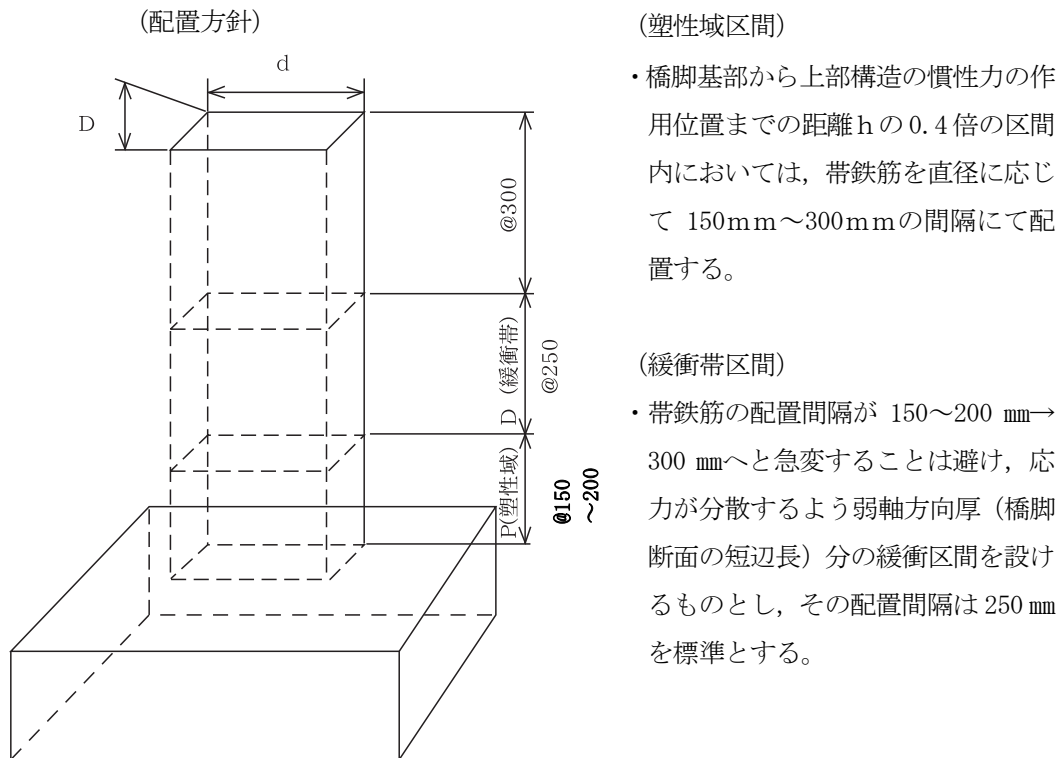 (配置方針)
d
D
@300
D (緩衝帯)
@250
P(塑性域)
@150
~200
(塑性域区間)
・橋脚基部から上部構造の慣性力の作
用位置までの距離hの0.4倍の区間
内においては，帯鉄筋を直径に応じ
て 150mm～300mmの間隔にて配
置する。
(緩衝帯区間)
・帯鉄筋の配置間隔が 150～200 ㎜→
300 ㎜へと急変することは避け，応
力が分散するよう弱軸方向厚（橋脚
断面の短辺長）分の緩衝区間を設け
るものとし，その配置間隔は 250 ㎜
を標準とする。